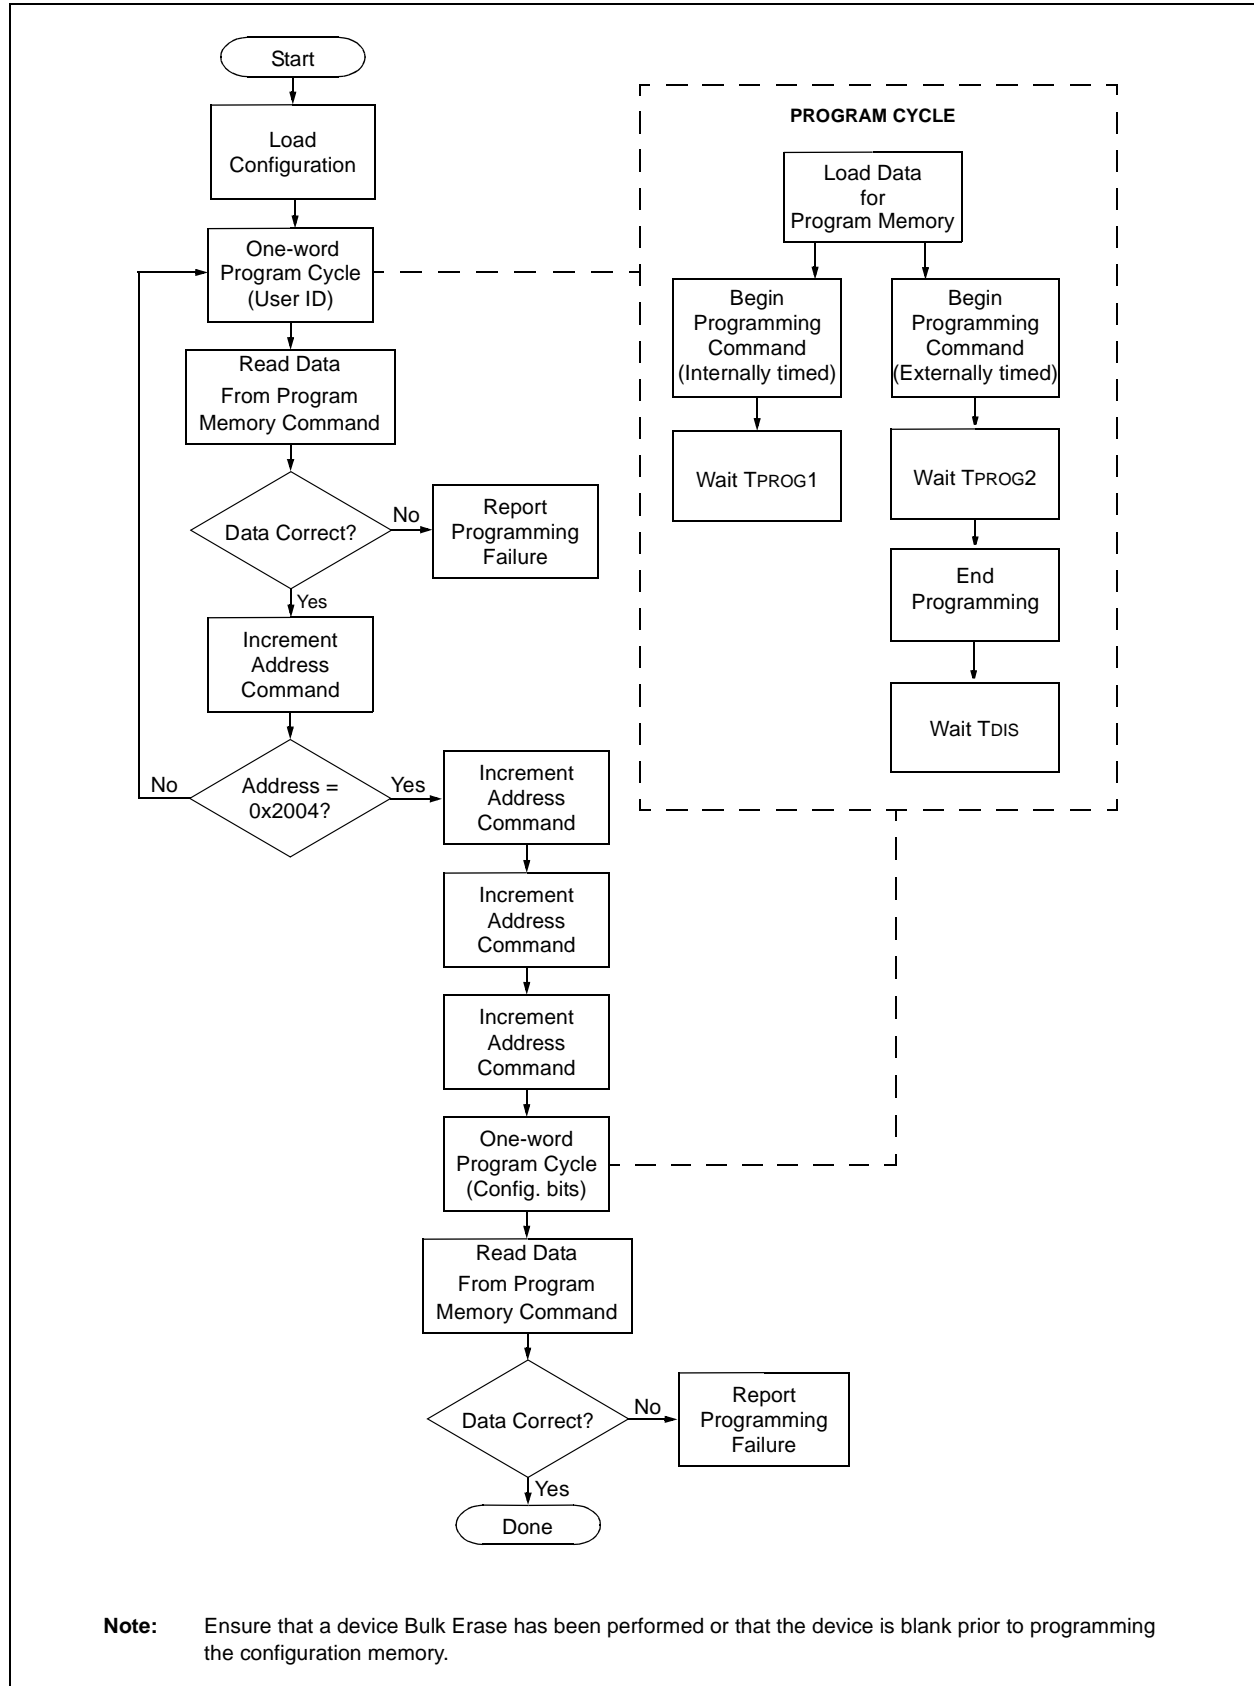 Start
Load
Configuration
One-word
Program Cycle
(User ID)
Read Data
From Program
Memory Command
Data Correct?
No
Report
Programming
Failure
Yes
Increment
Address
Command
Address =
0x2004?
No
Yes
Increment
Address
Command
Increment
Address
Command
Increment
Address
Command
One-word
Program Cycle
(Config. bits)
Read Data
From Program
Memory Command
Data Correct?
No
Report
Programming
Failure
Yes
Done
PROGRAM CYCLE
Load Data
for
Program Memory
Begin
Programming
Command
(Internally timed)
Wait TPROG1
Begin
Programming
Command
(Externally timed)
Wait TPROG2
End
Programming
Wait TDIS
Note: Ensure that a device Bulk Erase has been performed or that the device is blank prior to programming
the configuration memory.